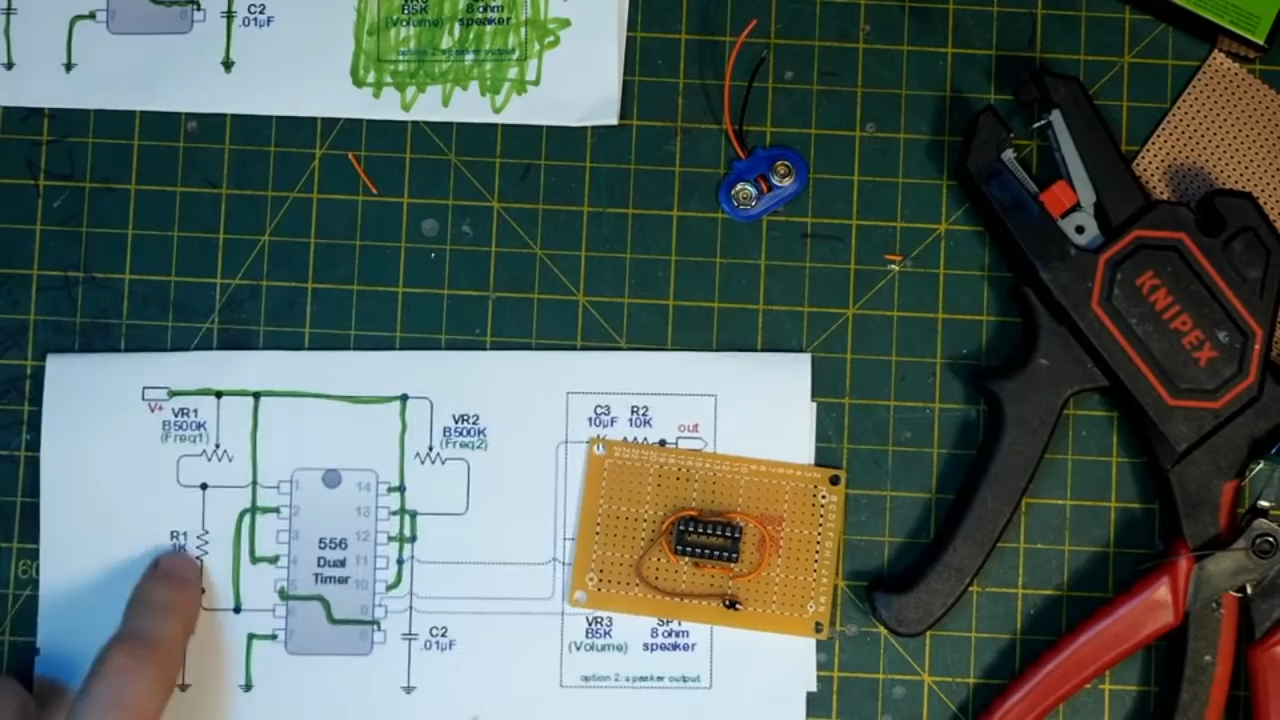 C2
.01µF
B5K
(Volume)
8 ohm
speaker
option 2: speaker output
KNIPEX
V+
VR1
B500K
(Freq1)
VR2
B500K
(Freq2)
C3
10µF
R2
10K
out
R1
1K
1
2
3
4
5
7
14
13
12
11
10
9
8
556
Dual
Timer
C2
.01µF
VR3
B5K
(Volume)
SP1
8 ohm
speaker
option 2: speaker output
60